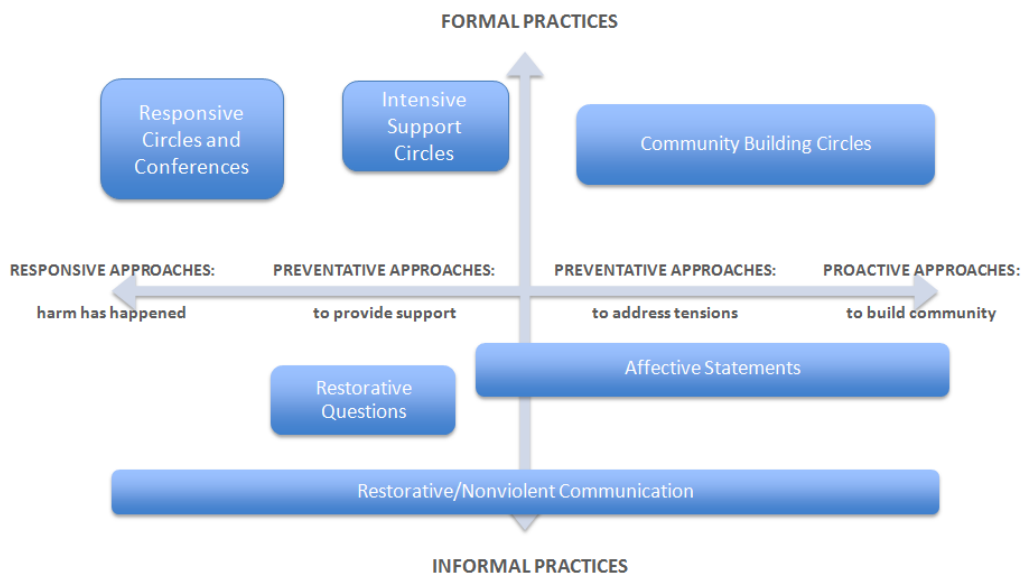 FORMAL PRACTICES
Responsive
Circles and
Conferences
Intensive
Support
Circles
Community Building Circles
RESPONSIVE APPROACHES:
harm has happened
PREVENTATIVE APPROACHES:
to provide support
PREVENTATIVE APPROACHES:
to address tensions
PROACTIVE APPROACHES:
to build community
Affective Statements
Restorative
Questions
Restorative/Nonviolent Communication
INFORMAL PRACTICES